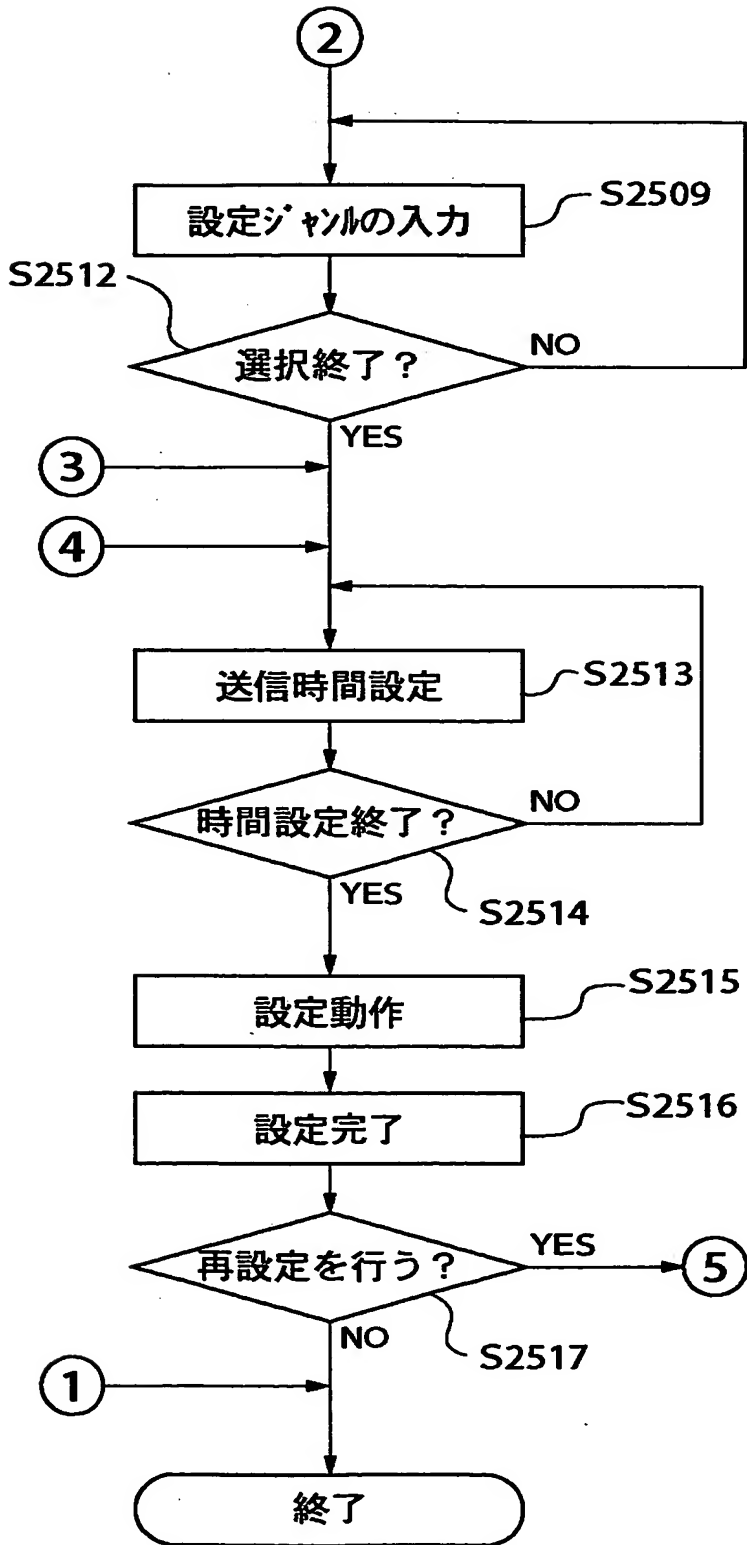 ②
設定ジャンルの入力
S2509
S2512
選択終了？
NO
YES
③
④
送信時間設定
S2513
時間設定終了？
NO
YES
S2514
設定動作
S2515
設定完了
S2516
再設定を行う？
YES
⑤
NO
S2517
①
終了